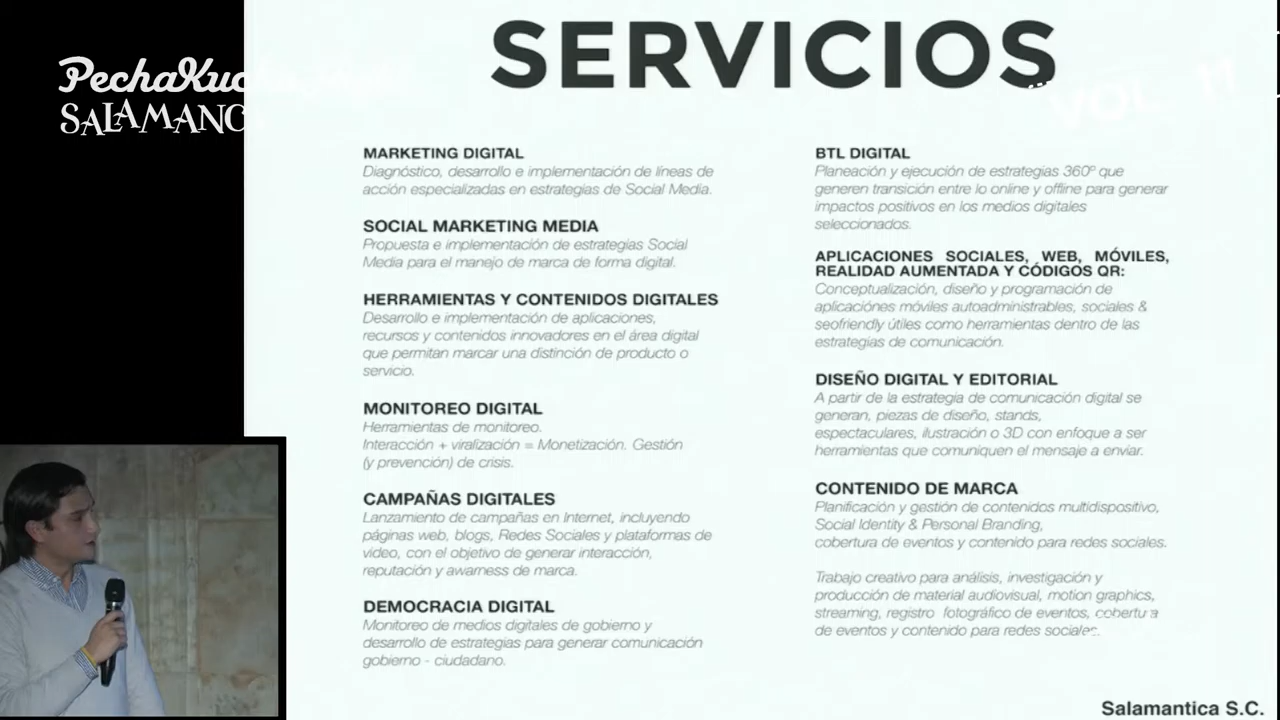 PechaKuc
SALAMANC
SERVICIOS
VOL. 11
MARKETING DIGITAL
Diagnóstico, desarrollo e implementación de líneas de
acción especializadas en estrategias de Social Media.
SOCIAL MARKETING MEDIA
Propuesta e implementación de estrategias Social
Media para el manejo de marca de forma digital.
HERRAMIENTAS Y CONTENIDOS DIGITALES
Desarrollo e implementación de aplicaciones,
recursos y contenidos innovadores en el área digital
que permitan marcar una distinción de producto o
servicio.
MONITOREO DIGITAL
Herramientas de monitoreo.
Interacción + viralización = Monetización. Gestión
(y prevención) de crisis.
CAMPAÑAS DIGITALES
Lanzamiento de campañas en Internet, incluyendo
páginas web, blogs, Redes Sociales y plataformas de
video, con el objetivo de generar interacción,
reputación y awarness de marca.
DEMOCRACIA DIGITAL
Monitoreo de medios digitales de gobierno y
desarrollo de estrategias para generar comunicación
gobierno - ciudadano.
BTL DIGITAL
Planeación y ejecución de estrategias 360º que
generen transición entre lo online y offline para generar
impactos positivos en los medios digitales
seleccionados.
APLICACIONES SOCIALES, WEB, MÓVILES,
REALIDAD AUMENTADA Y CÓDIGOS QR:
Conceptualización, diseño y programación de
aplicaciónes móviles autoadministrables, sociales &
seofriendly útiles como herramientas dentro de las
estrategias de comunicación.
DISEÑO DIGITAL Y EDITORIAL
A partir de la estrategia de comunicación digital se
generan, piezas de diseño, stands,
espectaculares, ilustración o 3D con enfoque a ser
herramientas que comuniquen el mensaje a enviar.
CONTENIDO DE MARCA
Planificación y gestión de contenidos multidispositivo,
Social Identity & Personal Branding,
cobertura de eventos y contenido para redes sociales.
Trabajo creativo para análisis, investigación y
producción de material audiovisual, motion graphics,
streaming, registro fotográfico de eventos, cobertura
de eventos y contenido para redes sociales.
Salamantica S.C.